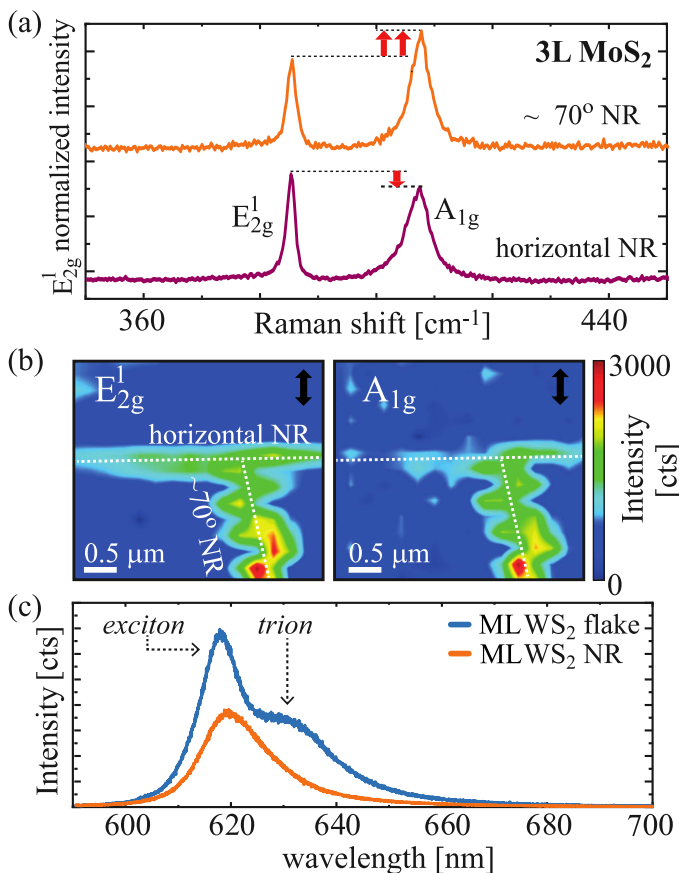 (a)
3L MoS₂
~ 70° NR
E¹₂g
A₁g
horizontal NR
E¹₂g normalized intensity
360
Raman shift [cm⁻¹]
440
(b)
E¹₂g
horizontal NR
~70° NR
0.5 μm
A₁g
0.5 μm
3000
0
Intensity
[cts]
(c)
exciton
trion
ML WS₂ flake
ML WS₂ NR
Intensity [cts]
600
620
640
660
680
700
wavelength [nm]